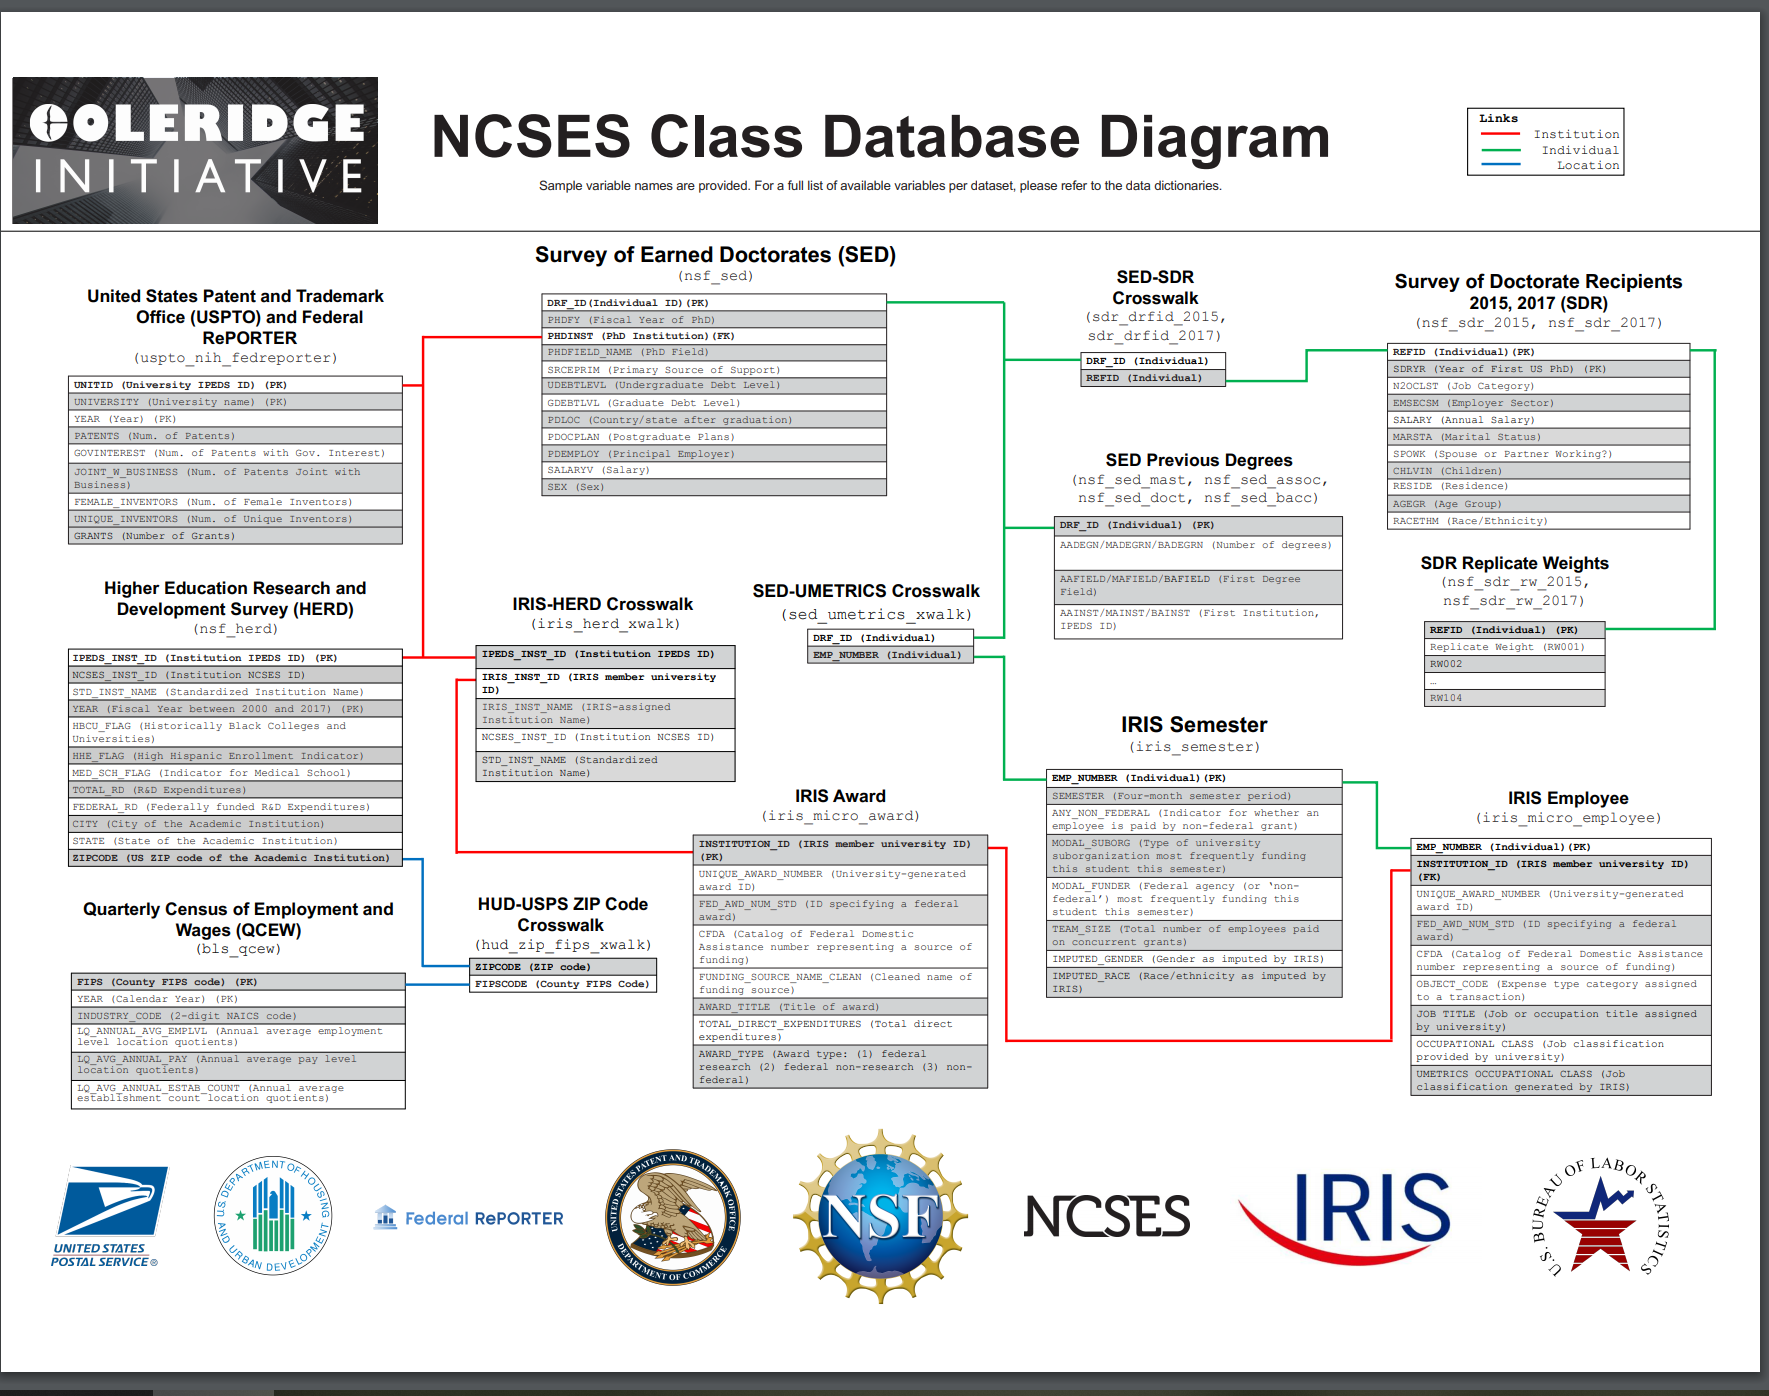 COLERIDGE
INITIATIVE
NCSES Class Database Diagram
Sample variable names are provided. For a full list of available variables per dataset, please refer to the data dictionaries.
Links
Institution
Individual
Location
United States Patent and Trademark
Office (USPTO) and Federal
RePORTER
(uspto_nih_fedreporter)
UNITID (University IPEDS ID) (PK)
UNIVERSITY (University name) (PK)
YEAR (Year) (PK)
PATENTS (Num. of Patents)
GOVINTEREST (Num. of Patents with Gov. Interest)
JOINT_W_BUSINESS (Num. of Patents Joint with
Business)
FEMALE_INVENTORS (Num. of Female Inventors)
UNIQUE_INVENTORS (Num. of Unique Inventors)
GRANTS (Number of Grants)
Survey of Earned Doctorates (SED)
(nsf_sed)
DRF_ID(Individual ID)(PK)
PHDFY (Fiscal Year of PhD)
PHDINST (PhD Institution)(FK)
PHDFIELD_NAME (PhD Field)
SRCEPRIM (Primary Source of Support)
UDEBTLEVL (Undergraduate Debt Level)
GDEBTLVL (Graduate Debt Level)
PDLOC (Country/state after graduation)
PDOCPLAN (Postgraduate Plans)
PDEMPLOY (Principal Employer)
SALARYV (Salary)
SEX (Sex)
SED-SDR
Crosswalk
(sdr_drfid_2015,
sdr_drfid_2017)
DRF_ID (Individual)
REFID (Individual)
Survey of Doctorate Recipients
2015, 2017 (SDR)
(nsf_sdr_2015, nsf_sdr_2017)
REFID (Individual)(PK)
SDRYR (Year of First US PhD) (PK)
N2OCLST (Job Category)
EMSECSM (Employer Sector)
SALARY (Annual Salary)
MARSTA (Marital Status)
SPOWK (Spouse or Partner Working?)
CHLVIN (Children)
RESIDE (Residence)
AGEGR (Age Group)
RACETHM (Race/Ethnicity)
SED Previous Degrees
(nsf_sed_mast, nsf_sed_assoc,
nsf_sed_doct, nsf_sed_bacc)
DRF_ID (Individual) (PK)
AADEGN/MADEGRN/BADEGRN (Number of degrees)
AAFIELD/MAFIELD/BAFIELD (First Degree
Field)
AAINST/MAINST/BAINST (First Institution,
IPEDS ID)
SDR Replicate Weights
(nsf_sdr_rw_2015,
nsf_sdr_rw_2017)
REFID (Individual) (PK)
Replicate Weight (RW001)
RW002
…
RW104
Higher Education Research and
Development Survey (HERD)
(nsf_herd)
IPEDS_INST_ID (Institution IPEDS ID) (PK)
NCSES_INST_ID (Institution NCSES ID)
STD_INST_NAME (Standardized Institution Name)
YEAR (Fiscal Year between 2000 and 2017) (PK)
HBCU_FLAG (Historically Black Colleges and
Universities)
HHE_FLAG (High Hispanic Enrollment Indicator)
MED_SCH_FLAG (Indicator for Medical School)
TOTAL_RD (R&D Expenditures)
FEDERAL_RD (Federally funded R&D Expenditures)
CITY (City of the Academic Institution)
STATE (State of the Academic Institution)
ZIPCODE (US ZIP code of the Academic Institution)
IRIS-HERD Crosswalk
(iris_herd_xwalk)
IPEDS_INST_ID (Institution IPEDS ID)
IRIS_INST_ID (IRIS member university
ID)
IRIS_INST_NAME (IRIS-assigned
Institution Name)
NCSES_INST_ID (Institution NCSES ID)
STD_INST_NAME (Standardized
Institution Name)
SED-UMETRICS Crosswalk
(sed_umetrics_xwalk)
DRF_ID (Individual)
EMP_NUMBER (Individual)
IRIS Semester
(iris_semester)
EMP_NUMBER (Individual)(PK)
SEMESTER (Four-month semester period)
ANY_NON_FEDERAL (Indicator for whether an
employee is paid by non-federal grant)
MODAL_SUBORG (Type of university
suborganization most frequently funding
this student this semester)
MODAL_FUNDER (Federal agency (or ‘non-
federal’) most frequently funding this
student this semester)
TEAM_SIZE (Total number of employees paid
on concurrent grants)
IMPUTED_GENDER (Gender as imputed by IRIS)
IMPUTED_RACE (Race/ethnicity as imputed by
IRIS)
IRIS Award
(iris_micro_award)
INSTITUTION_ID (IRIS member university ID)
(PK)
UNIQUE_AWARD_NUMBER (University-generated
award ID)
FED_AWD_NUM_STD (ID specifying a federal
award)
CFDA (Catalog of Federal Domestic
Assistance number representing a source of
funding)
FUNDING_SOURCE_NAME_CLEAN (Cleaned name of
funding source)
AWARD_TITLE (Title of award)
TOTAL_DIRECT_EXPENDITURES (Total direct
expenditures)
AWARD_TYPE (Award type: (1) federal
research (2) federal non-research (3) non-
federal)
IRIS Employee
(iris_micro_employee)
EMP_NUMBER (Individual)(PK)
INSTITUTION_ID (IRIS member university ID)
(FK)
UNIQUE_AWARD_NUMBER (University-generated
award ID)
FED_AWD_NUM_STD (ID specifying a federal
award)
CFDA (Catalog of Federal Domestic Assistance
number representing a source of funding)
OBJECT_CODE (Expense type category assigned
to a transaction)
JOB TITLE (Job or occupation title assigned
by university)
OCCUPATIONAL CLASS (Job classification
provided by university)
UMETRICS OCCUPATIONAL CLASS (Job
classification generated by IRIS)
Quarterly Census of Employment and
Wages (QCEW)
(bls_qcew)
FIPS (County FIPS code) (PK)
YEAR (Calendar Year) (PK)
INDUSTRY_CODE (2-digit NAICS code)
LQ_ANNUAL_AVG_EMPLVL (Annual average employment
level location quotients)
LQ_AVG_ANNUAL_PAY (Annual average pay level
location quotients)
LQ_AVG_ANNUAL_ESTAB_COUNT (Annual average
establishment count location quotients)
HUD-USPS ZIP Code
Crosswalk
(hud_zip_fips_xwalk)
ZIPCODE (ZIP code)
FIPSCODE (County FIPS Code)
UNITED STATES
POSTAL SERVICE®
U.S. DEPARTMENT OF HOUSING
AND URBAN DEVELOPMENT
Federal RePORTER
UNITED STATES PATENT AND TRADEMARK OFFICE
DEPARTMENT OF COMMERCE
NSF
NCSES
IRIS
U.S. BUREAU OF LABOR STATISTICS